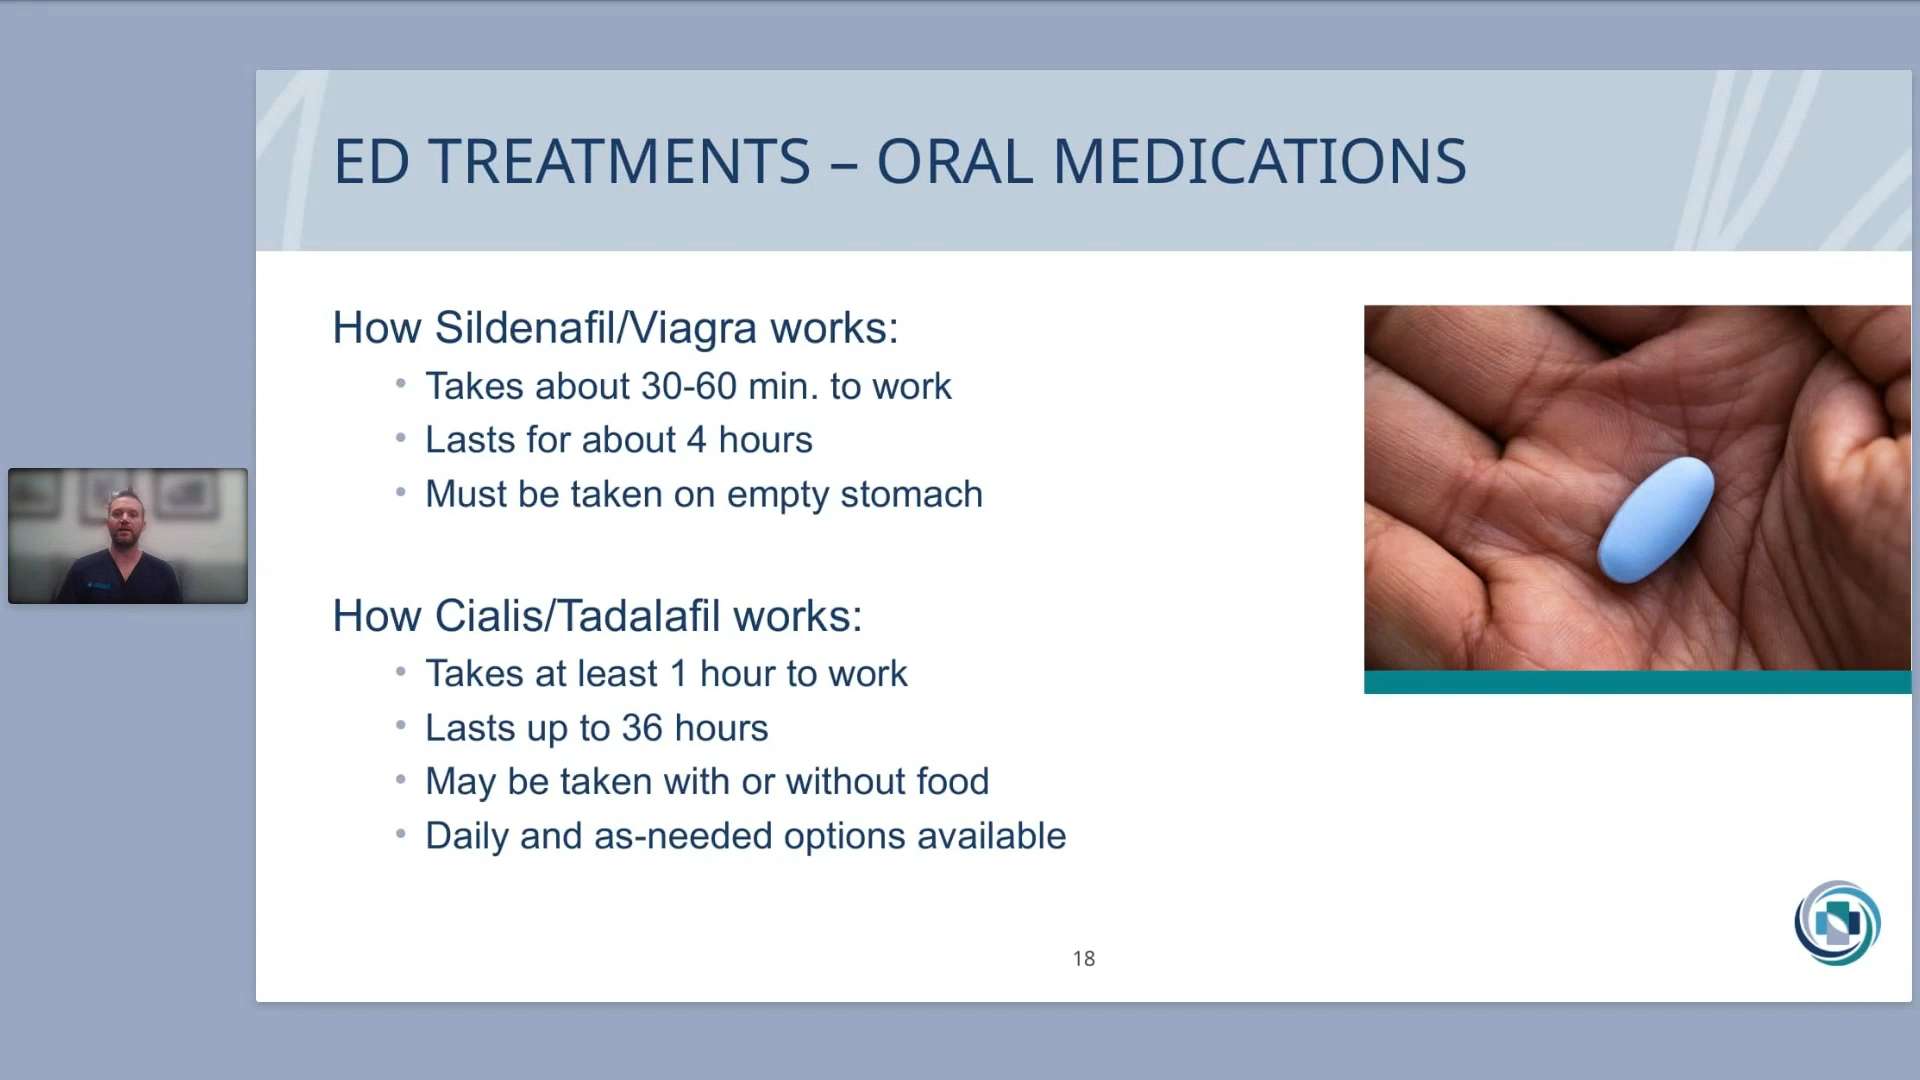 ED TREATMENTS – ORAL MEDICATIONS
How Sildenafil/Viagra works:
• Takes about 30-60 min. to work
• Lasts for about 4 hours
• Must be taken on empty stomach
How Cialis/Tadalafil works:
• Takes at least 1 hour to work
• Lasts up to 36 hours
• May be taken with or without food
• Daily and as-needed options available
18